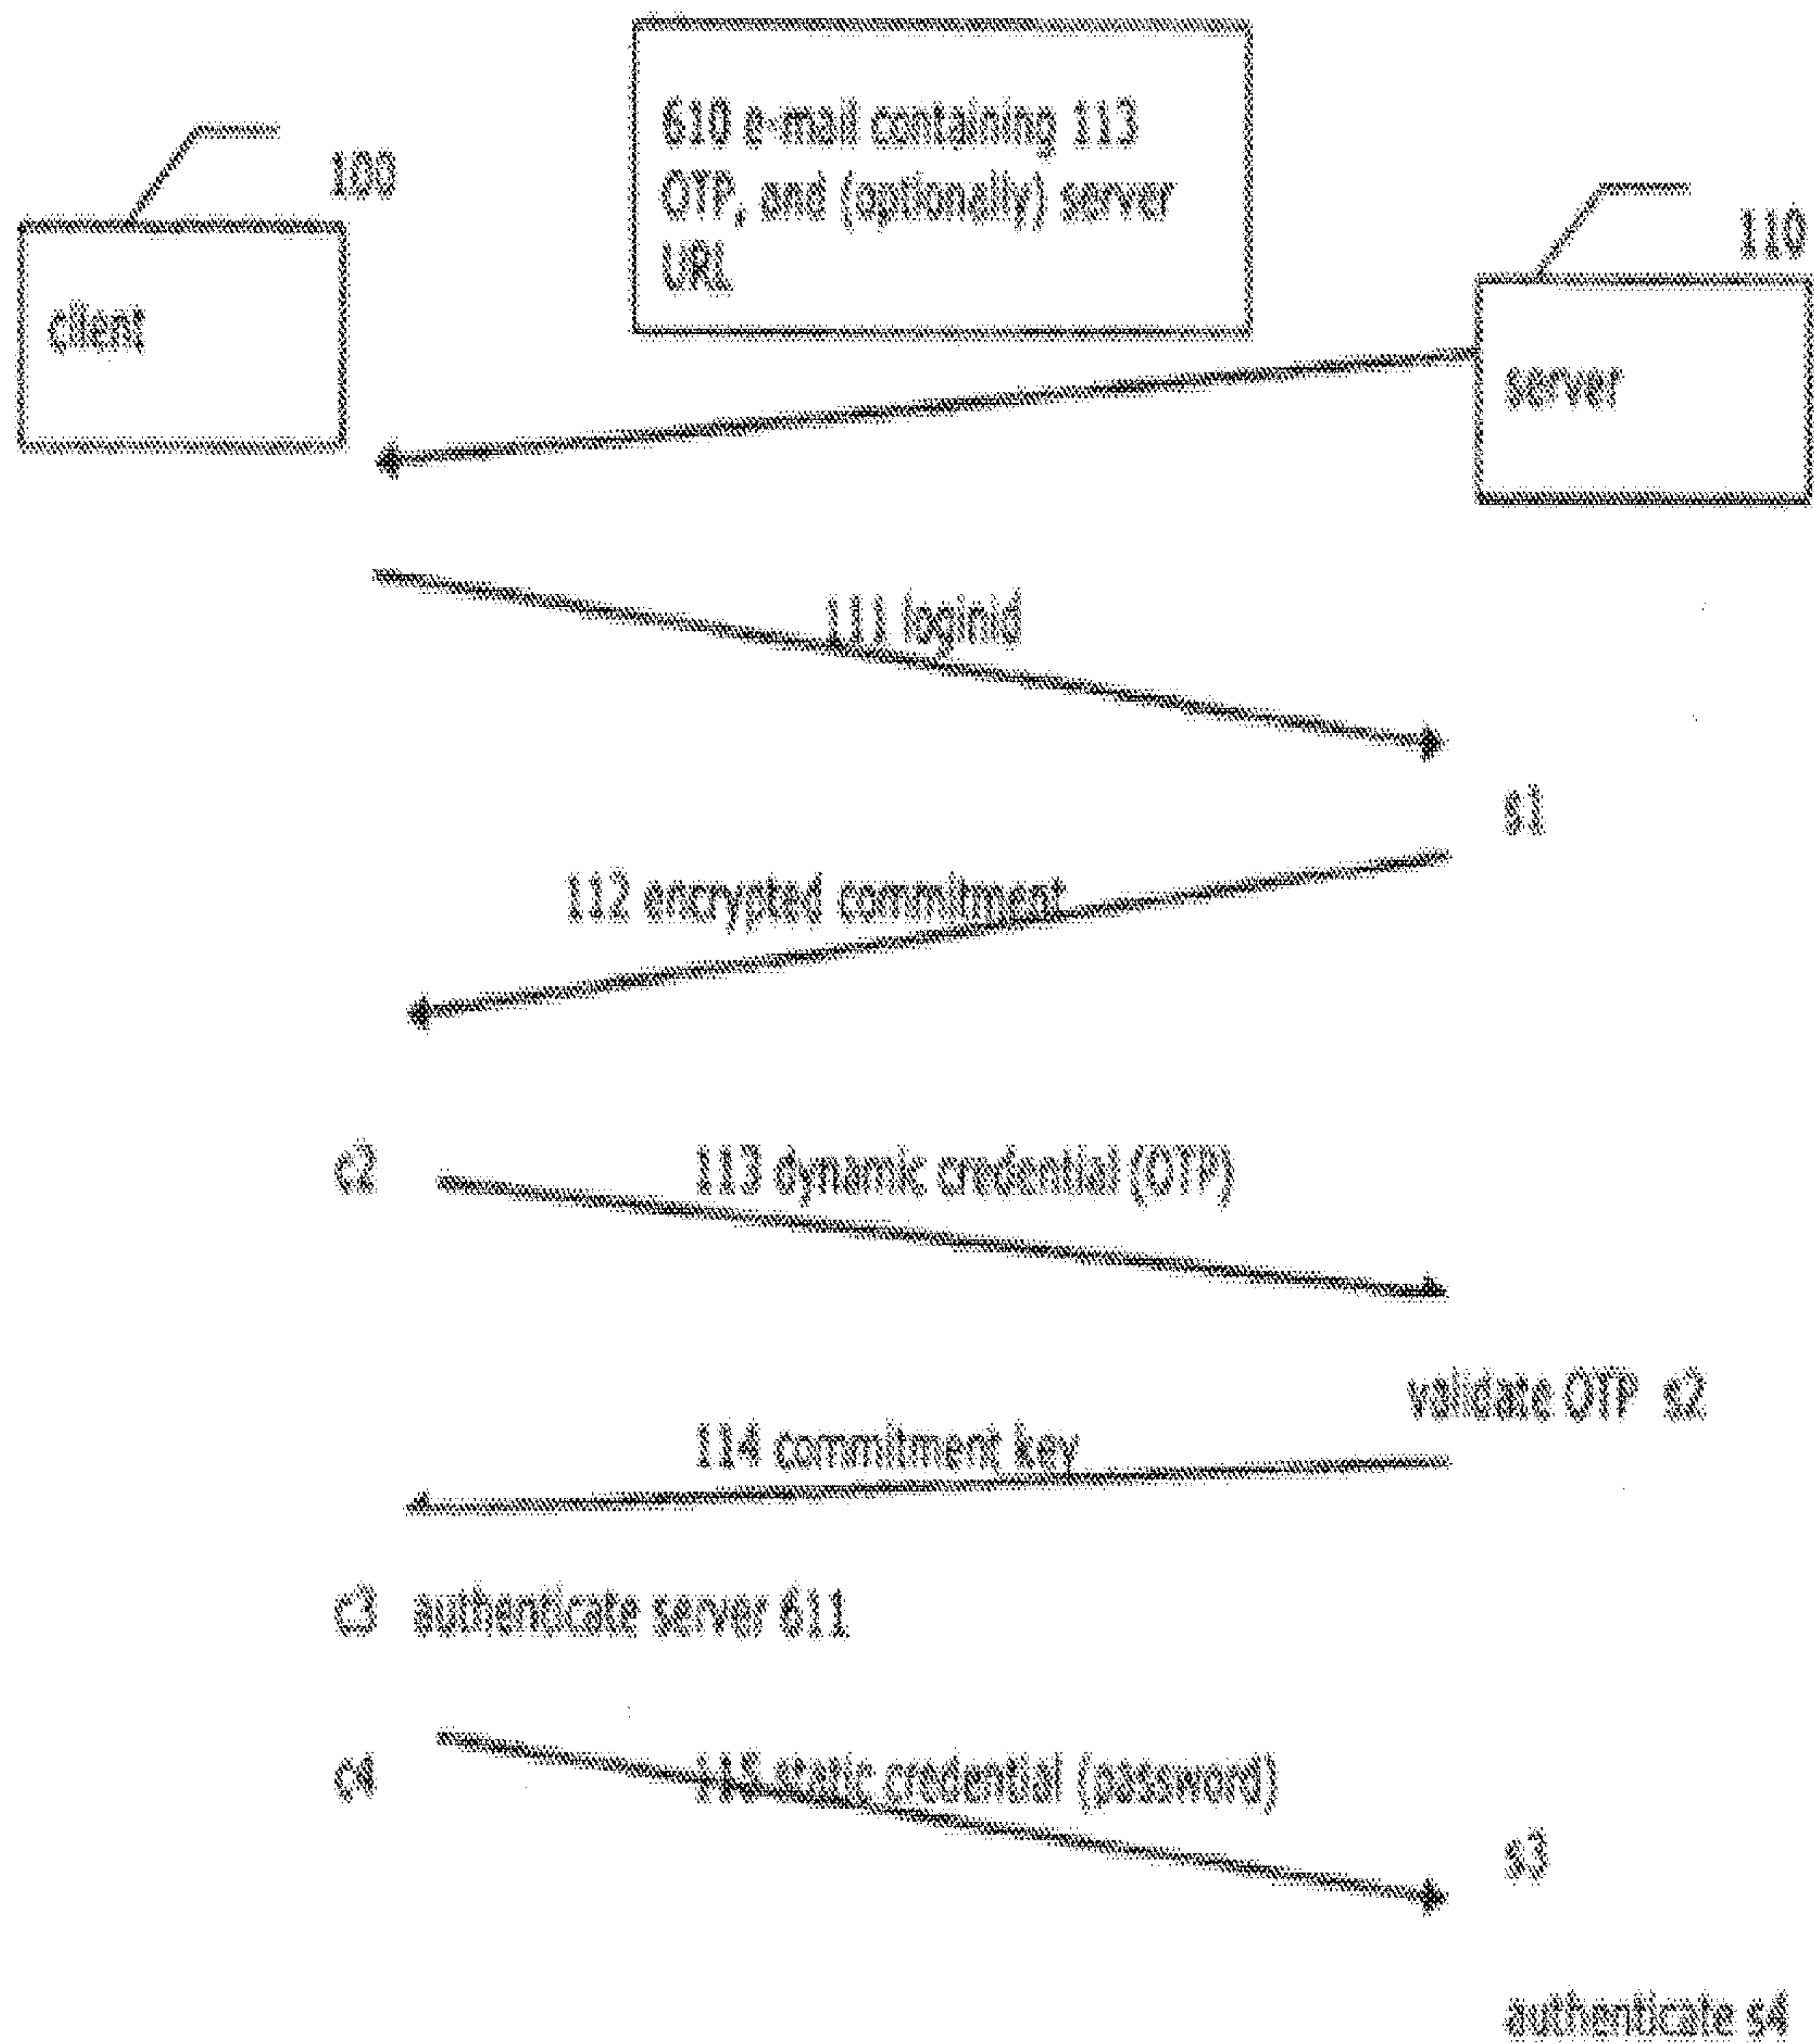 610 e-mail containing 113
OTP, and (optionally) server
URL
100
110
client
server
111 loginid
s1
112 encrypted commitment
c2
113 dynamic credential (OTP)
validate OTP s2
114 commitment key
c3 authenticate server 611
c4
115 static credential (password)
s3
authenticate s4